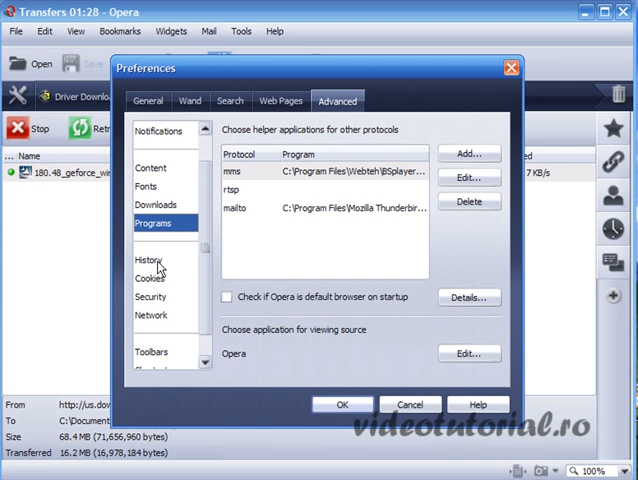 Transfers 01:28 - Opera
File Edit View Bookmarks Widgets Mail Tools Help
Open Save
Preferences
General Wand Search Web Pages Advanced
Driver Downlo
Stop
Retr
Name
180.48_geforce_win
7 KB/s
Notifications
Content
Fonts
Downloads
Programs
History
Cookies
Security
Network
Toolbars
Choose helper applications for other protocols
Protocol Program
mms C:\Program Files\Webteh\BSplayer...
rtsp
mailto C:\Program Files\Mozilla Thunderbir...
Add...
Edit...
Delete
Check if Opera is default browser on startup
Details...
Choose application for viewing source
Opera
Edit...
OK Cancel Help
From http://us.dow
To C:\Document
Size 68.4 MB (71,656,960 bytes)
Transferred 16.2 MB (16,978,184 bytes)
videotutorial.ro
100%